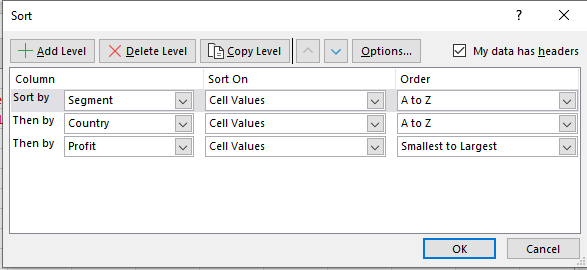 Sort
?
Add Level Delete Level Copy Level Options... My data has headers
Column Sort On Order
Sort by Segment Cell Values A to Z
Then by Country Cell Values A to Z
Then by Profit Cell Values Smallest to Largest
OK Cancel